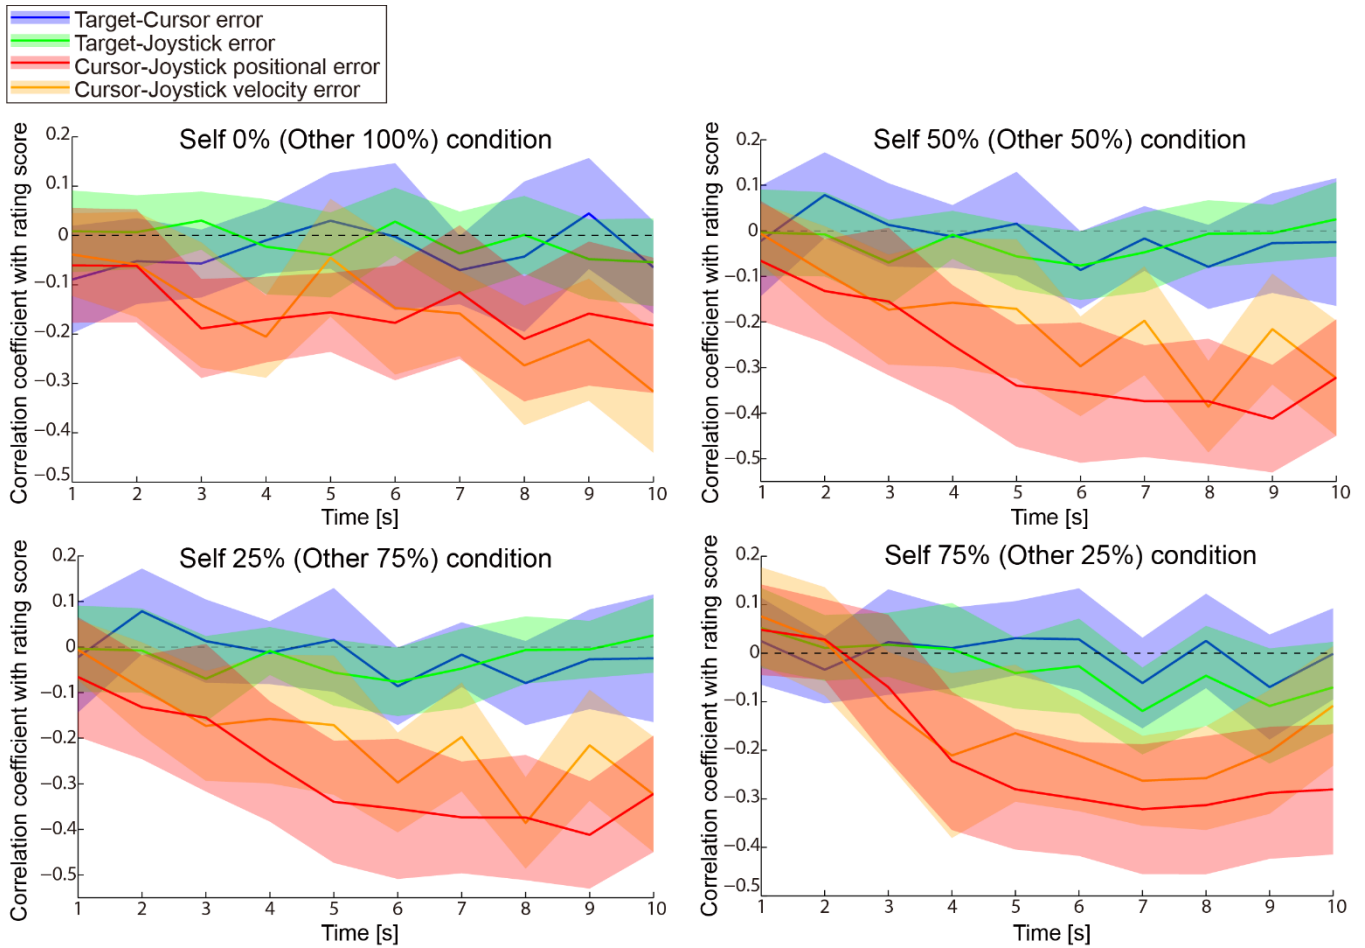 Target-Cursor error
Target-Joystick error
Cursor-Joystick positional error
Cursor-Joystick velocity error
Self 0% (Other 100%) condition
Correlation coefficient with rating score
0.2
0.1
0
−0.1
−0.2
−0.3
−0.4
−0.5
1 2 3 4 5 6 7 8 9 10
Time [s]
Self 50% (Other 50%) condition
Correlation coefficient with rating score
0.2
0.1
0
−0.1
−0.2
−0.3
−0.4
−0.5
1 2 3 4 5 6 7 8 9 10
Time [s]
Self 25% (Other 75%) condition
Correlation coefficient with rating score
0.2
0.1
0
−0.1
−0.2
−0.3
−0.4
−0.5
1 2 3 4 5 6 7 8 9 10
Time [s]
Self 75% (Other 25%) condition
Correlation coefficient with rating score
0.2
0.1
0
−0.1
−0.2
−0.3
−0.4
−0.5
1 2 3 4 5 6 7 8 9 10
Time [s]